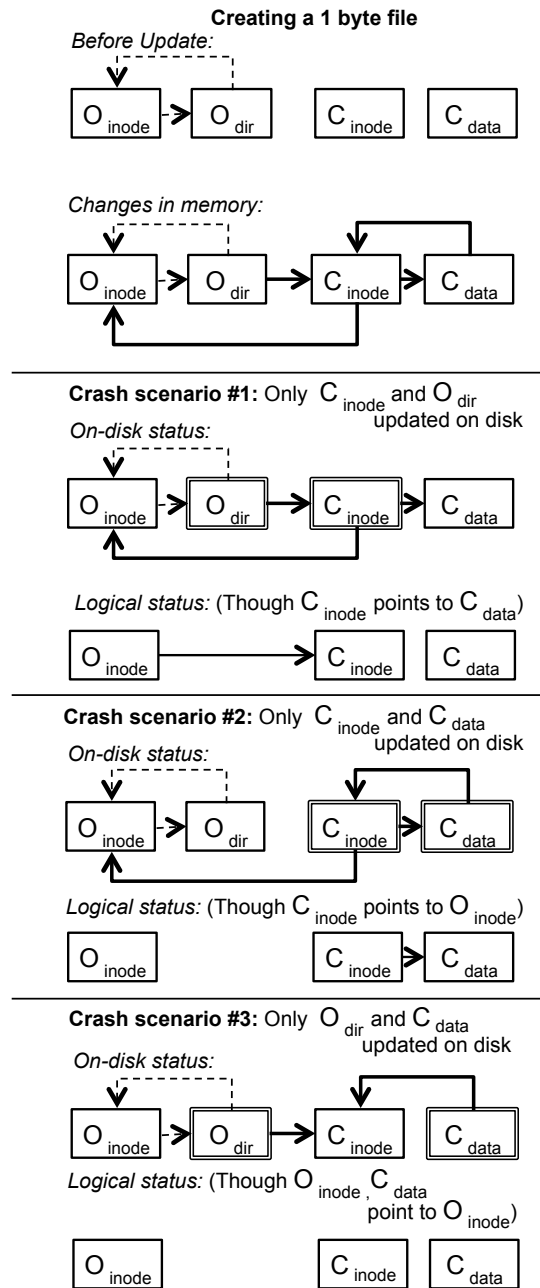 Creating a 1 byte file
Before Update:
O inode O dir C inode C data
Changes in memory:
O inode O dir C inode C data
Crash scenario #1: Only C inode and O dir
updated on disk
On-disk status:
O inode O dir C inode C data
Logical status: (Though C inode points to C data)
O inode C inode C data
Crash scenario #2: Only C inode and C data
updated on disk
On-disk status:
O inode O dir C inode C data
Logical status: (Though C inode points to O inode)
O inode C inode C data
Crash scenario #3: Only O dir and C data
updated on disk
On-disk status:
O inode O dir C inode C data
Logical status: (Though O inode, C data
point to O inode)
O inode C inode C data